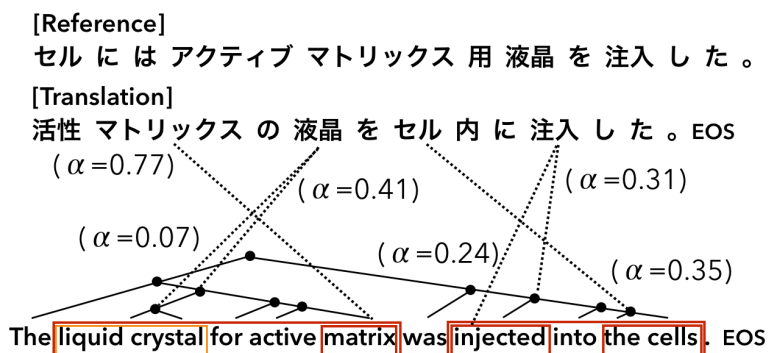 [Reference]
セル に は アクティブ マトリックス 用 液晶 を 注入 し た 。
[Translation]
活性 マトリックス の 液晶 を セル 内 に 注入 し た 。 EOS
(α=0.77)
(α=0.41)
(α=0.31)
(α=0.07)
(α=0.24)
(α=0.35)
The liquid crystal for active matrix was injected into the cells . EOS